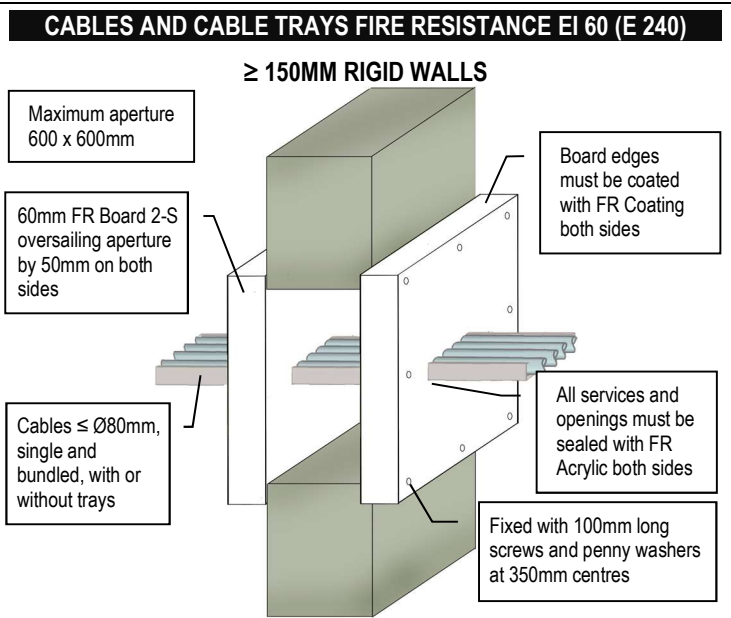 CABLES AND CABLE TRAYS FIRE RESISTANCE EI 60 (E 240)
≥ 150MM RIGID WALLS
Maximum aperture
600 x 600mm
60mm FR Board 2-S
oversailing aperture
by 50mm on both
sides
Cables ≤ Ø80mm,
single and
bundled, with or
without trays
Board edges
must be coated
with FR Coating
both sides
All services and
openings must be
sealed with FR
Acrylic both sides
Fixed with 100mm long
screws and penny washers
at 350mm centres